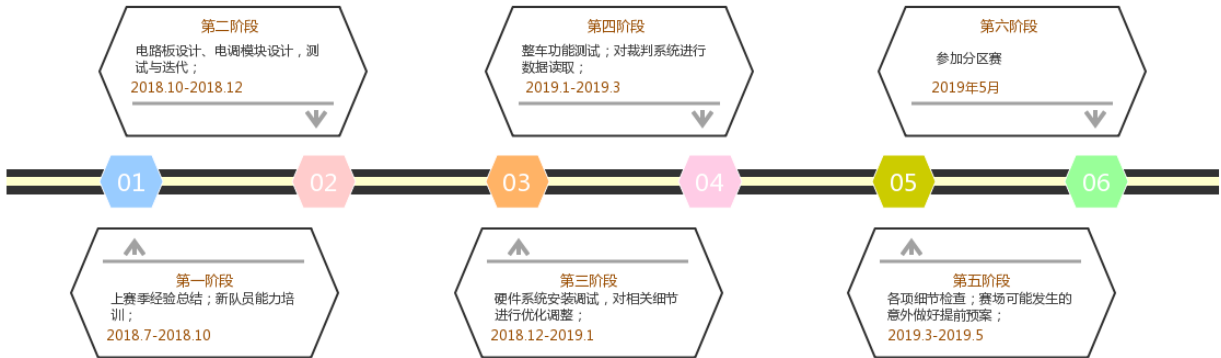 第二阶段
电路板设计、电调模块设计，测
试与迭代；
2018.10-2018.12
第四阶段
整车功能测试；对裁判系统进行
数据读取；
2019.1-2019.3
第六阶段
参加分区赛
2019年5月
01
02
03
04
05
06
第一阶段
上赛季经验总结；新队员能力培
训；
2018.7-2018.10
第三阶段
硬件系统安装调试，对相关细节
进行优化调整；
2018.12-2019.1
第五阶段
各项细节检查；赛场可能发生的
意外做好提前预案；
2019.3-2019.5